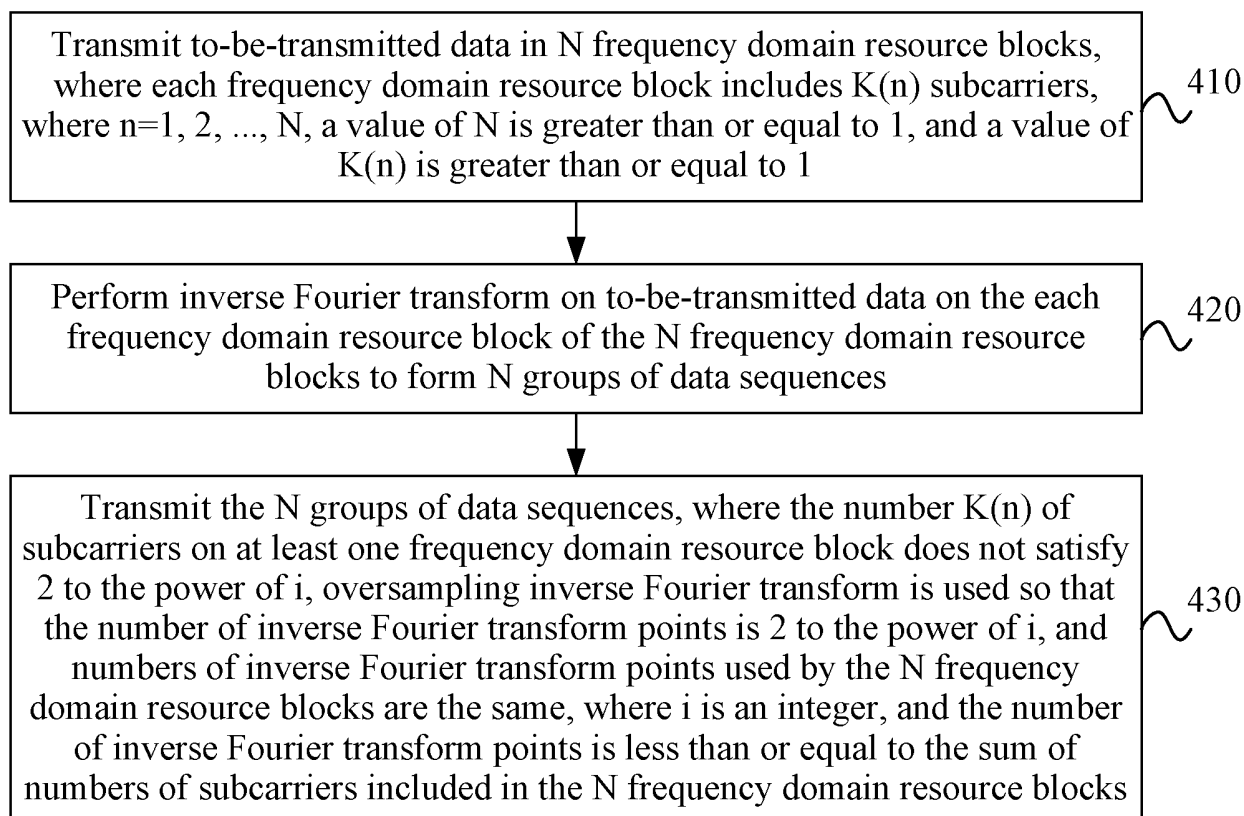 Transmit to-be-transmitted data in N frequency domain resource blocks,
where each frequency domain resource block includes K(n) subcarriers,
where n=1, 2, ..., N, a value of N is greater than or equal to 1, and a value of
K(n) is greater than or equal to 1
410
Perform inverse Fourier transform on to-be-transmitted data on the each
frequency domain resource block of the N frequency domain resource
blocks to form N groups of data sequences
420
Transmit the N groups of data sequences, where the number K(n) of
subcarriers on at least one frequency domain resource block does not satisfy
2 to the power of i, oversampling inverse Fourier transform is used so that
the number of inverse Fourier transform points is 2 to the power of i, and
numbers of inverse Fourier transform points used by the N frequency
domain resource blocks are the same, where i is an integer, and the number
of inverse Fourier transform points is less than or equal to the sum of
numbers of subcarriers included in the N frequency domain resource blocks
430